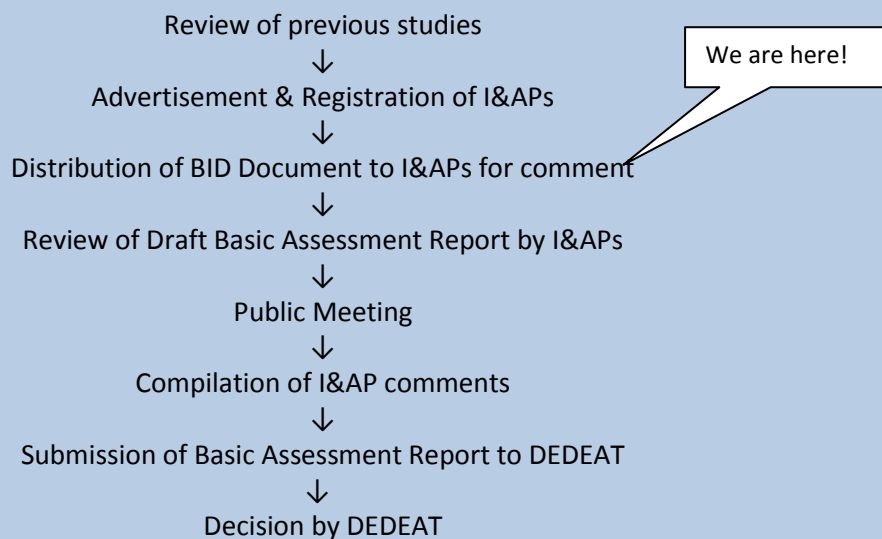 Review of previous studies
We are here!
↓
Advertisement & Registration of I&APs
↓
Distribution of BID Document to I&APs for comment
↓
Review of Draft Basic Assessment Report by I&APs
↓
Public Meeting
↓
Compilation of I&AP comments
↓
Submission of Basic Assessment Report to DEDEAT
↓
Decision by DEDEAT